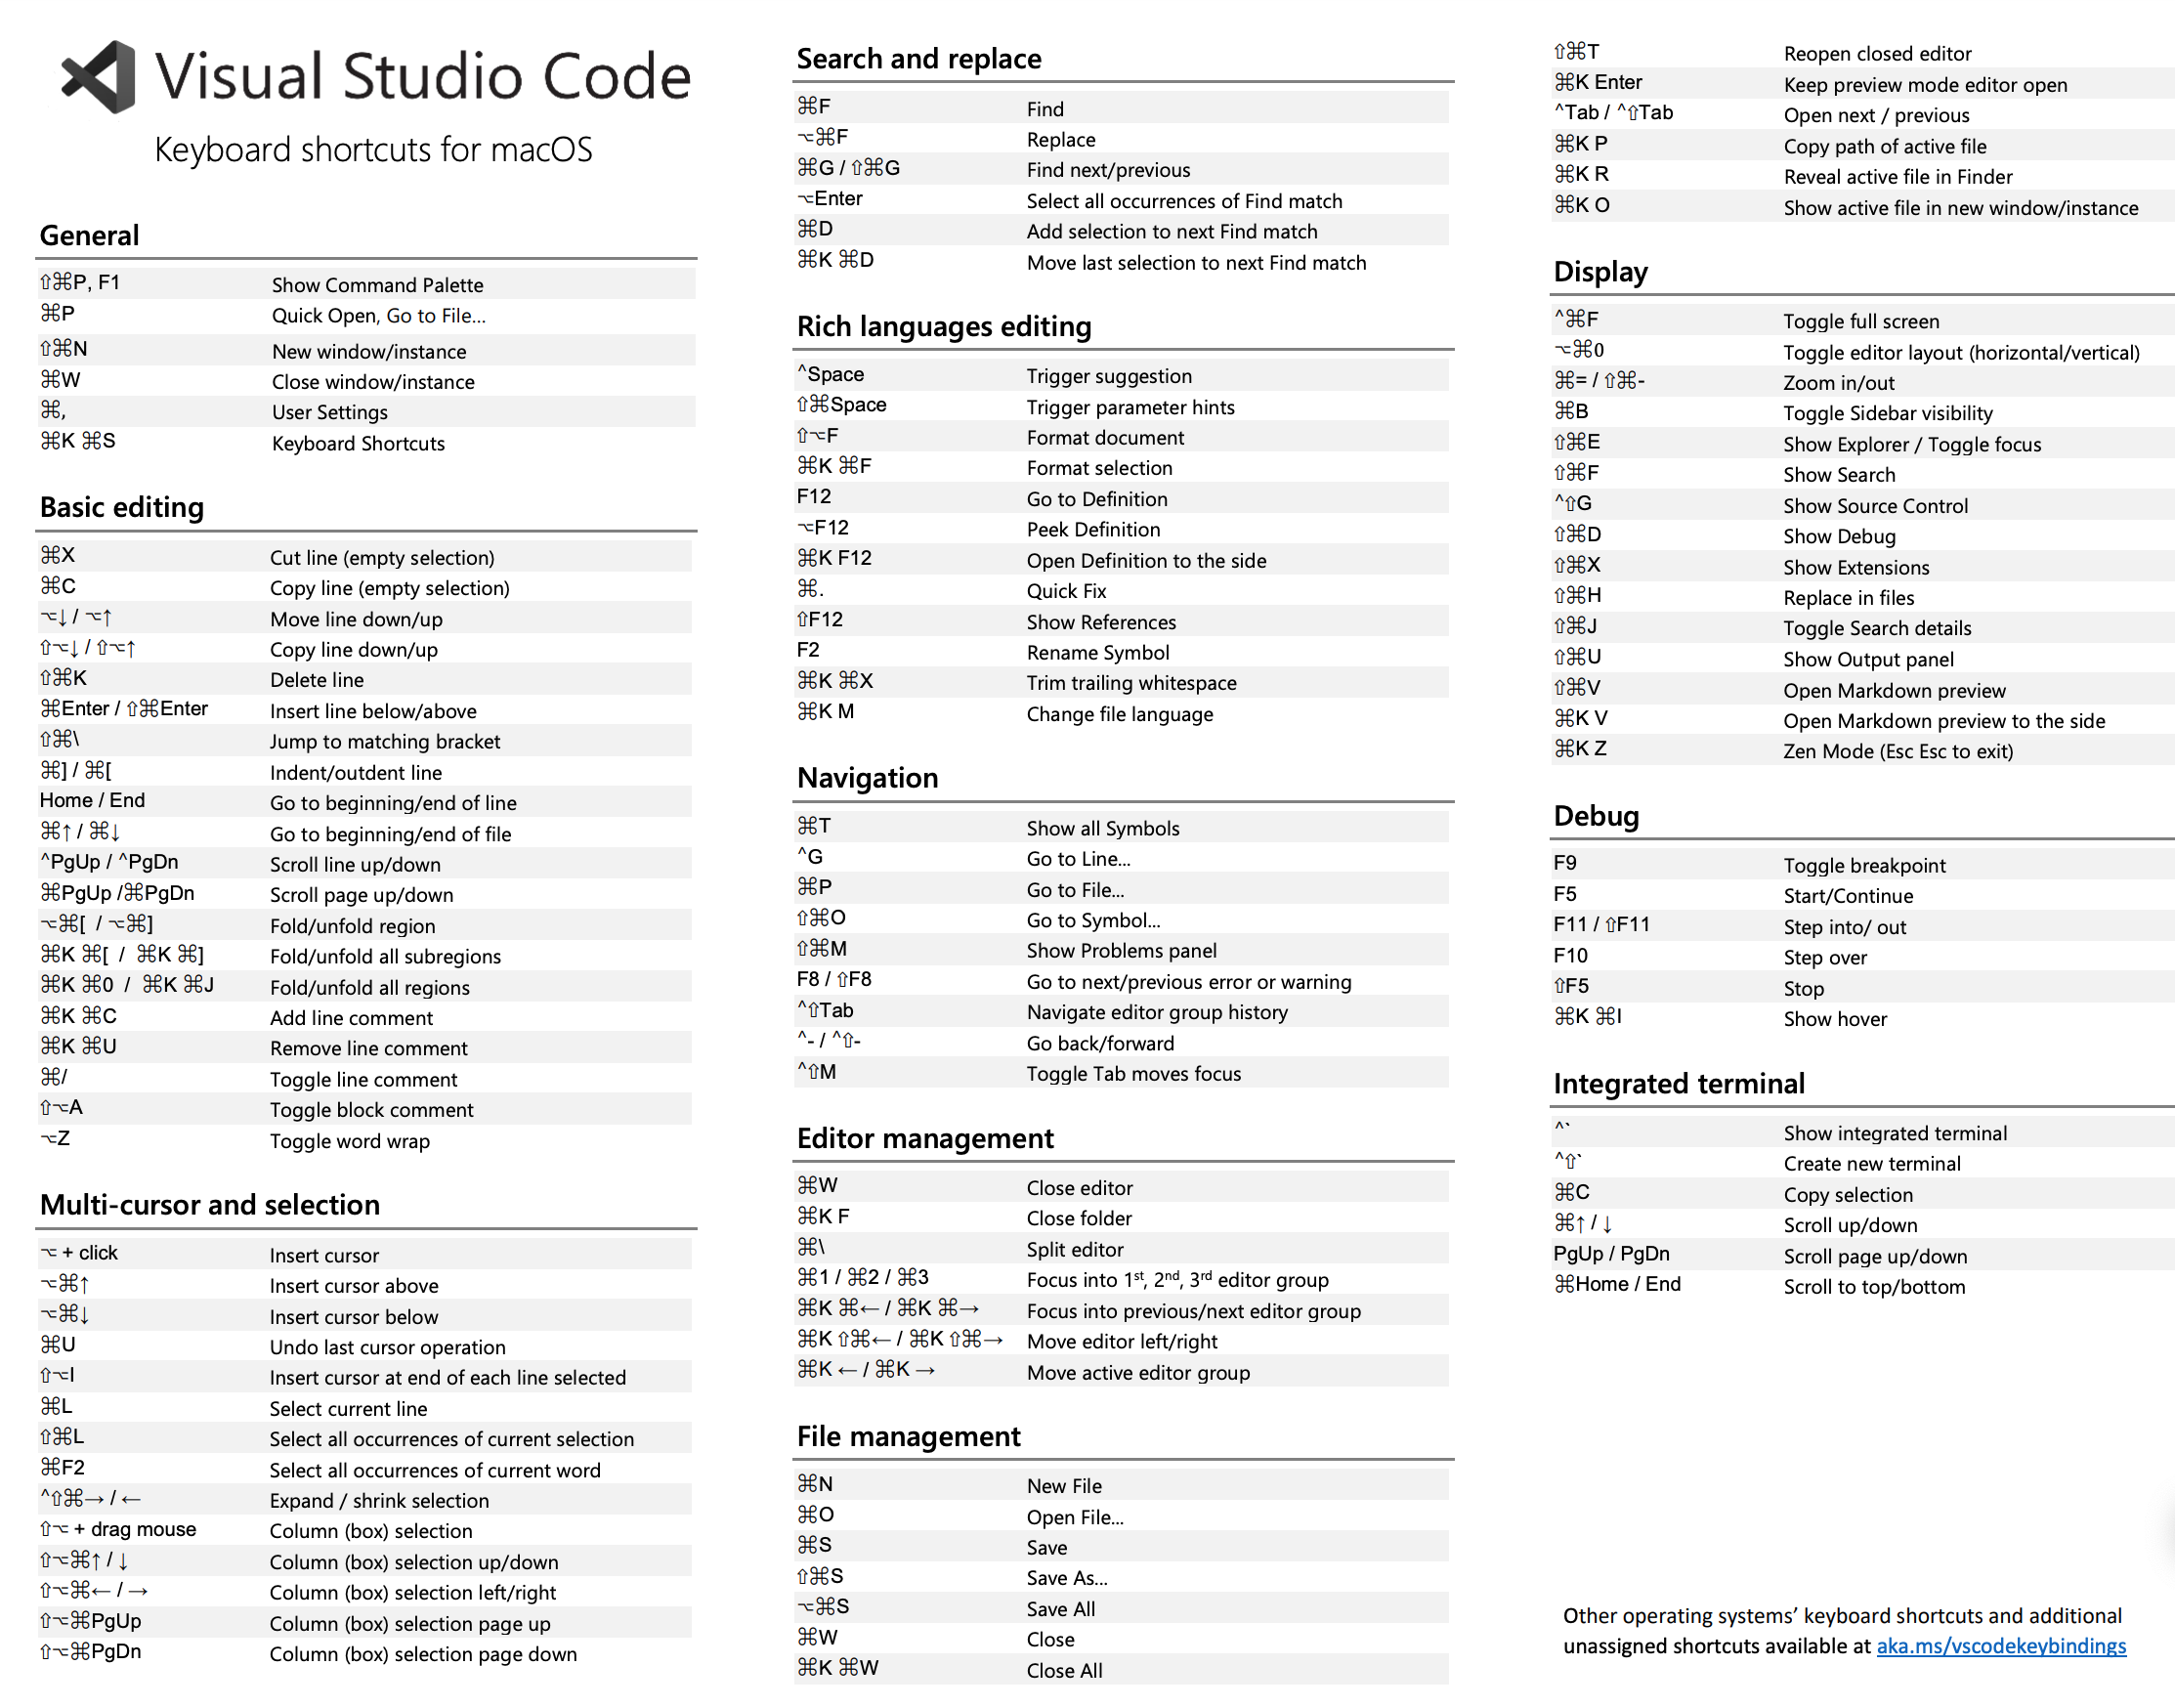 Visual Studio Code
Keyboard shortcuts for macOS
General
⇧⌘P, F1 Show Command Palette
⌘P Quick Open, Go to File...
⇧⌘N New window/instance
⌘W Close window/instance
⌘, User Settings
⌘K ⌘S Keyboard Shortcuts
Basic editing
⌘X Cut line (empty selection)
⌘C Copy line (empty selection)
⌥↓ / ⌥↑ Move line down/up
⇧⌥↓ / ⇧⌥↑ Copy line down/up
⇧⌘K Delete line
⌘Enter / ⇧⌘Enter Insert line below/above
⇧⌘\ Jump to matching bracket
⌘] / ⌘[ Indent/outdent line
Home / End Go to beginning/end of line
⌘↑ / ⌘↓ Go to beginning/end of file
^PgUp / ^PgDn Scroll line up/down
⌘PgUp /⌘PgDn Scroll page up/down
⌥⌘[ / ⌥⌘] Fold/unfold region
⌘K ⌘[ / ⌘K ⌘] Fold/unfold all subregions
⌘K ⌘0 / ⌘K ⌘J Fold/unfold all regions
⌘K ⌘C Add line comment
⌘K ⌘U Remove line comment
⌘/ Toggle line comment
⇧⌥A Toggle block comment
⌥Z Toggle word wrap
Multi-cursor and selection
⌥ + click Insert cursor
⌥⌘↑ Insert cursor above
⌥⌘↓ Insert cursor below
⌘U Undo last cursor operation
⇧⌥I Insert cursor at end of each line selected
⌘L Select current line
⇧⌘L Select all occurrences of current selection
⌘F2 Select all occurrences of current word
^⇧⌘→ / ← Expand / shrink selection
⇧⌥ + drag mouse Column (box) selection
⇧⌥⌘↑ / ↓ Column (box) selection up/down
⇧⌥⌘← / → Column (box) selection left/right
⇧⌥⌘PgUp Column (box) selection page up
⇧⌥⌘PgDn Column (box) selection page down
Search and replace
⌘F Find
⌥⌘F Replace
⌘G / ⇧⌘G Find next/previous
⌥Enter Select all occurrences of Find match
⌘D Add selection to next Find match
⌘K ⌘D Move last selection to next Find match
Rich languages editing
^Space Trigger suggestion
⇧⌘Space Trigger parameter hints
⇧⌥F Format document
⌘K ⌘F Format selection
F12 Go to Definition
⌥F12 Peek Definition
⌘K F12 Open Definition to the side
⌘. Quick Fix
⇧F12 Show References
F2 Rename Symbol
⌘K ⌘X Trim trailing whitespace
⌘K M Change file language
Navigation
⌘T Show all Symbols
^G Go to Line...
⌘P Go to File...
⇧⌘O Go to Symbol...
⇧⌘M Show Problems panel
F8 / ⇧F8 Go to next/previous error or warning
^⇧Tab Navigate editor group history
^- / ^⇧- Go back/forward
^⇧M Toggle Tab moves focus
Editor management
⌘W Close editor
⌘K F Close folder
⌘\ Split editor
⌘1 / ⌘2 / ⌘3 Focus into 1st, 2nd, 3rd editor group
⌘K ⌘← / ⌘K ⌘→ Focus into previous/next editor group
⌘K ⇧⌘← / ⌘K ⇧⌘→ Move editor left/right
⌘K ← / ⌘K → Move active editor group
File management
⌘N New File
⌘O Open File...
⌘S Save
⇧⌘S Save As...
⌥⌘S Save All
⌘W Close
⌘K ⌘W Close All
⇧⌘T Reopen closed editor
⌘K Enter Keep preview mode editor open
^Tab / ^⇧Tab Open next / previous
⌘K P Copy path of active file
⌘K R Reveal active file in Finder
⌘K O Show active file in new window/instance
Display
^⌘F Toggle full screen
⌥⌘0 Toggle editor layout (horizontal/vertical)
⌘= / ⇧⌘- Zoom in/out
⌘B Toggle Sidebar visibility
⇧⌘E Show Explorer / Toggle focus
⇧⌘F Show Search
^⇧G Show Source Control
⇧⌘D Show Debug
⇧⌘X Show Extensions
⇧⌘H Replace in files
⇧⌘J Toggle Search details
⇧⌘U Show Output panel
⇧⌘V Open Markdown preview
⌘K V Open Markdown preview to the side
⌘K Z Zen Mode (Esc Esc to exit)
Debug
F9 Toggle breakpoint
F5 Start/Continue
F11 / ⇧F11 Step into/ out
F10 Step over
⇧F5 Stop
⌘K ⌘I Show hover
Integrated terminal
^` Show integrated terminal
^⇧` Create new terminal
⌘C Copy selection
⌘↑ / ↓ Scroll up/down
PgUp / PgDn Scroll page up/down
⌘Home / End Scroll to top/bottom
Other operating systems’ keyboard shortcuts and additional
unassigned shortcuts available at aka.ms/vscodekeybindings